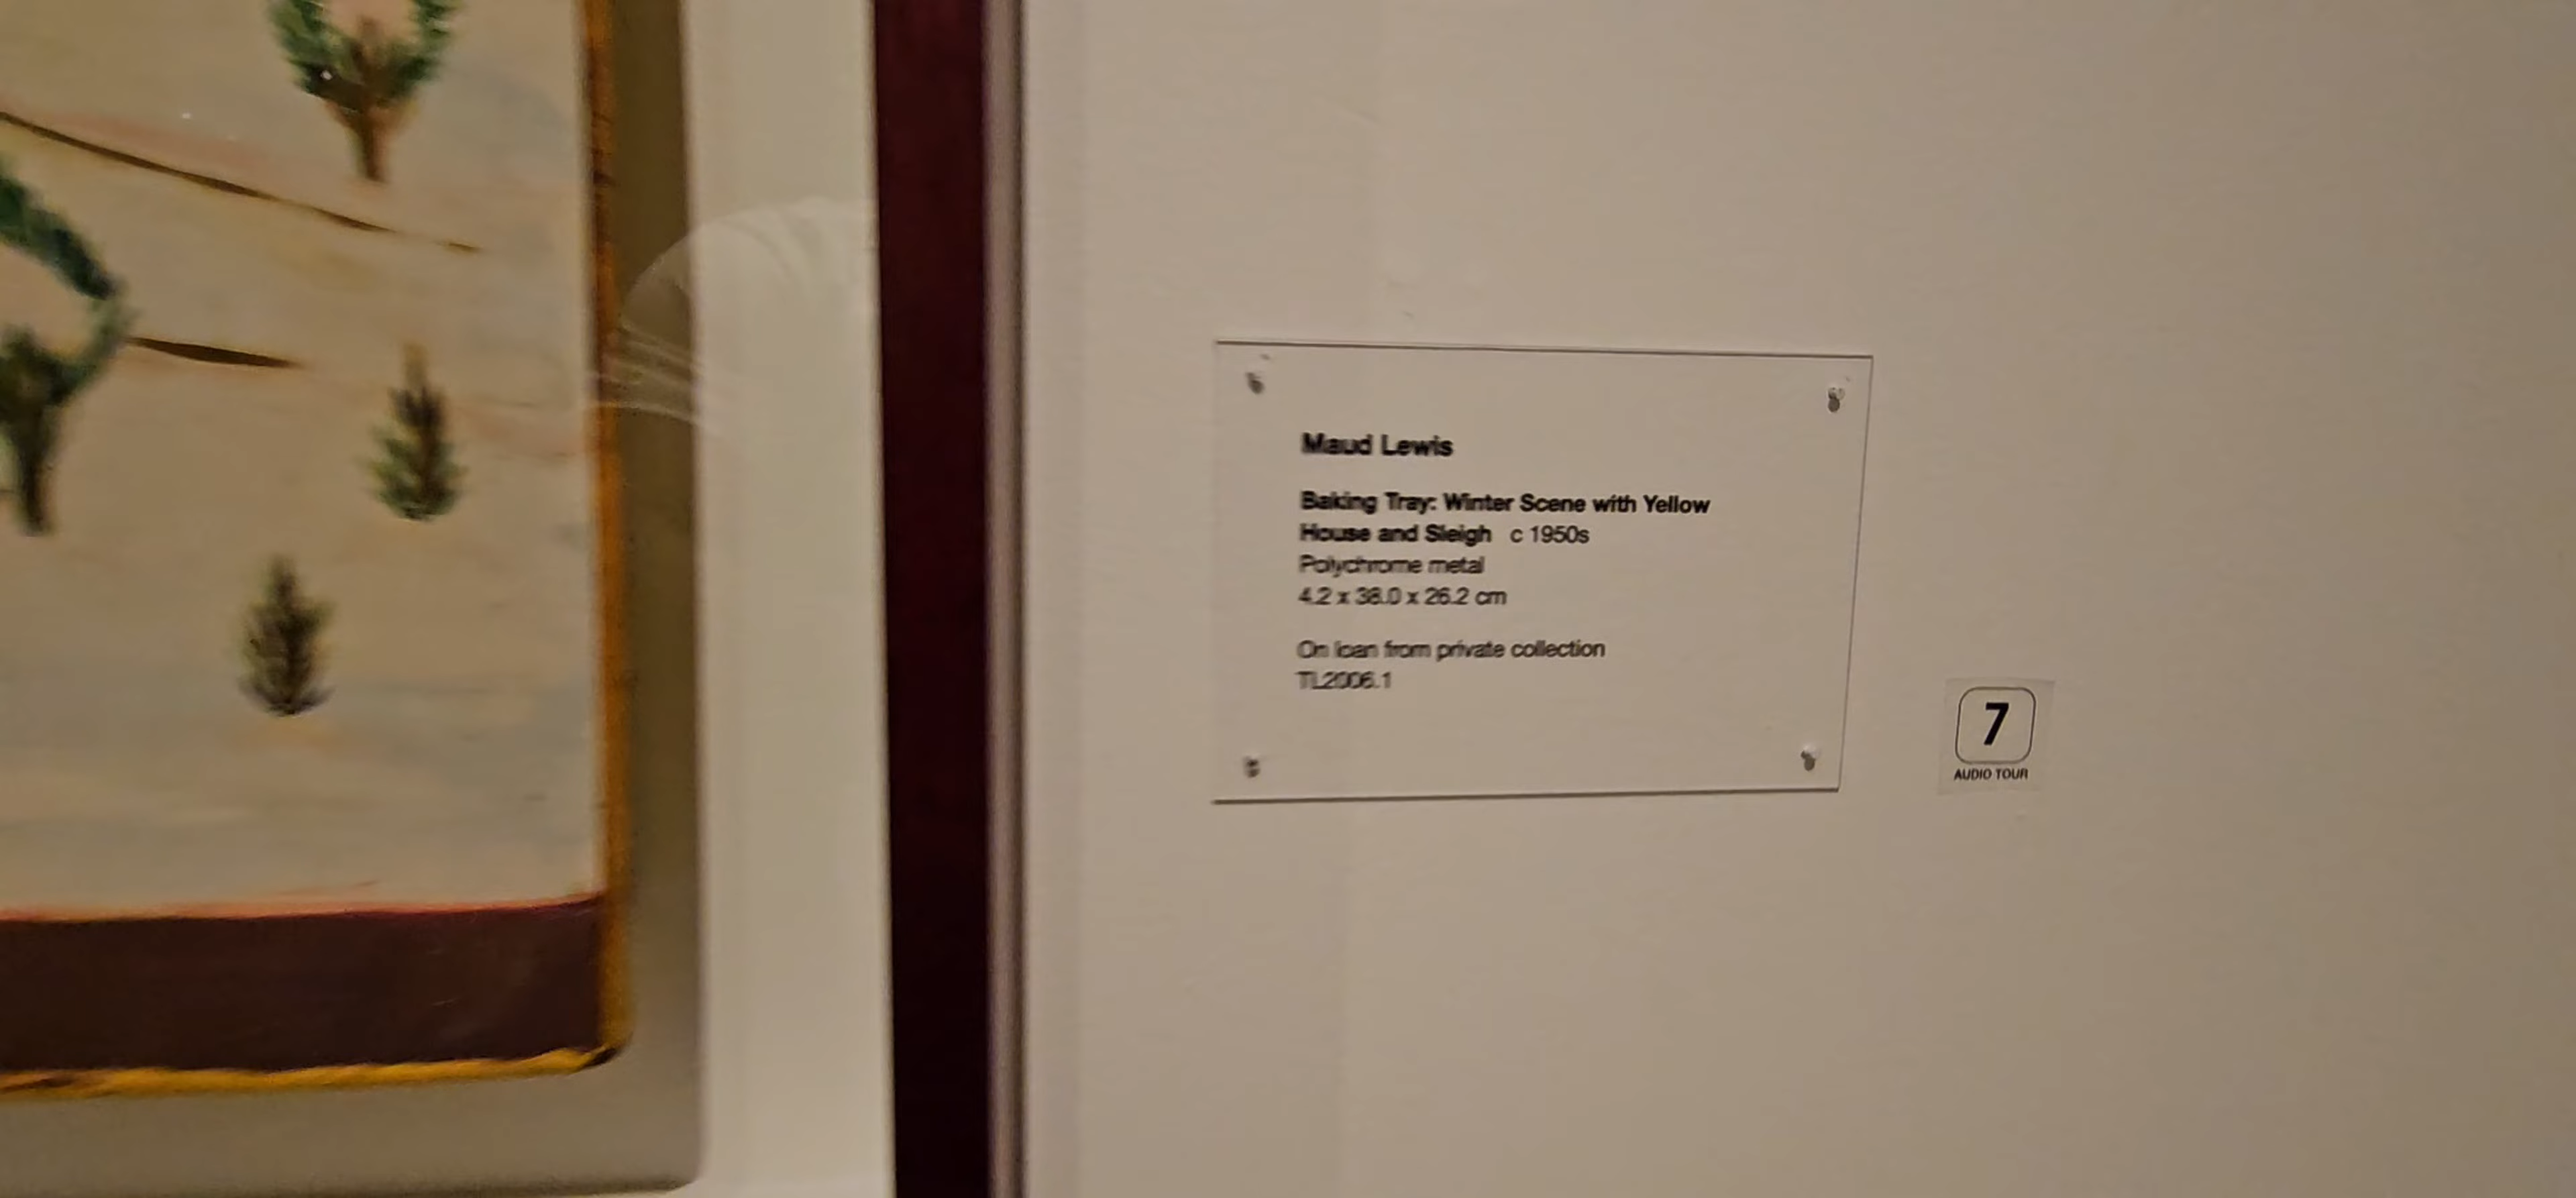 Maud Lewis
Baking Tray: Winter Scene with Yellow
House and Sleigh c 1950s
Polychrome metal
4.2 x 38.0 x 26.2 cm
On loan from private collection
TL2006.1
7
AUDIO TOUR